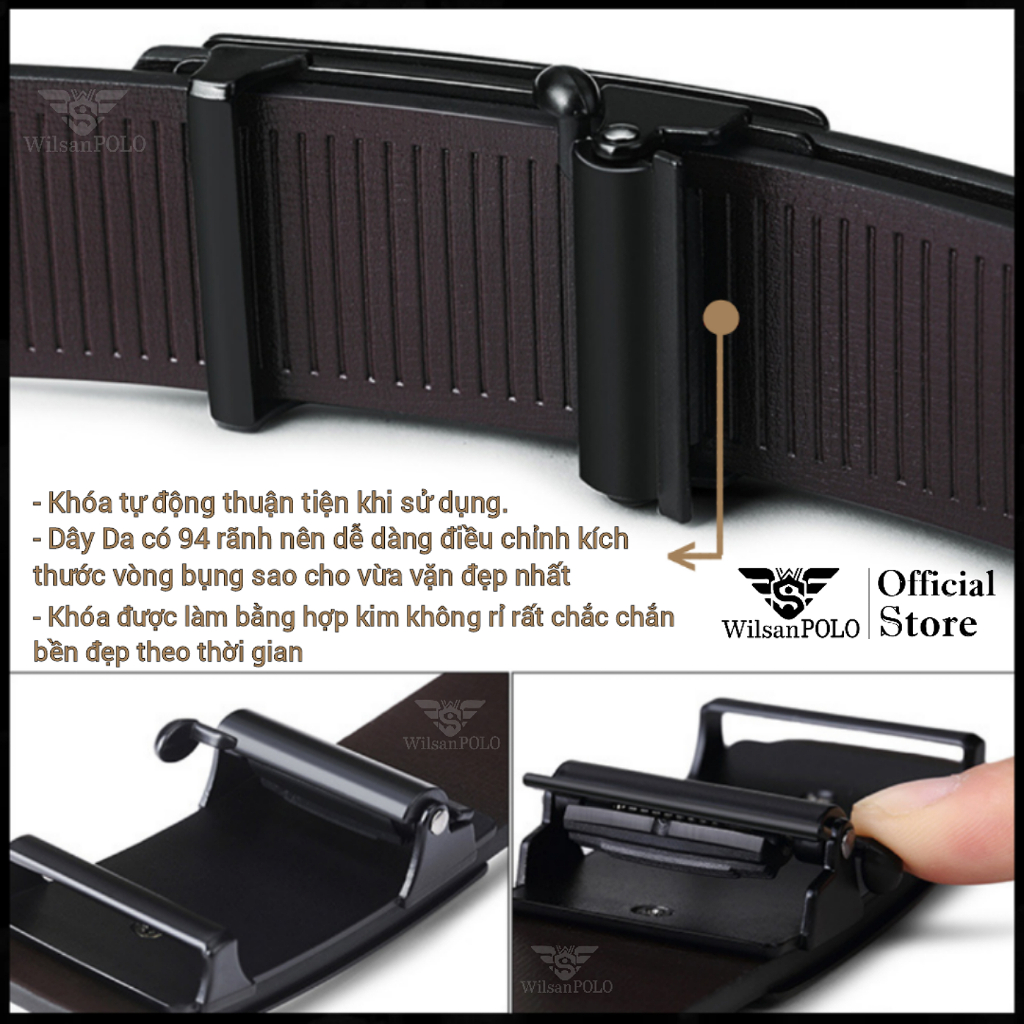 WilsanPOLO
- Khóa tự động thuận tiện khi sử dụng.
- Dây Da có 94 rãnh nên dễ dàng điều chỉnh kích
thước vòng bụng sao cho vừa vặn đẹp nhất
- Khóa được làm bằng hợp kim không rỉ rất chắc chắn
bền đẹp theo thời gian
WilsanPOLO
Official
Store
WilsanPOLO
WilsanPOLO